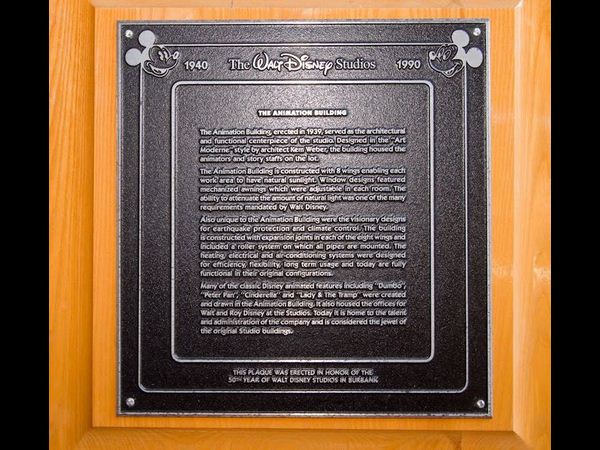 1940 The Walt Disney Studios 1990
THE ANIMATION BUILDING
The Animation Building, erected in 1939, served as the architectural
and functional centerpiece of the studio. Designed in the "Art
Moderne" style by architect Kem Weber, the building housed the
animators and story staffs on the lot.
The Animation Building is constructed with 8 wings enabling each
work area to have natural sunlight. Window designs featured
mechanized awnings which were adjustable in each room. The
ability to attenuate the amount of natural light was one of the many
requirements mandated by Walt Disney.
Also unique to the Animation Building were the visionary designs
for earthquake protection and climate control. The building
is constructed with expansion joints in each of the eight wings and
included a roller system on which all pipes are mounted. The
heating, electrical and air-conditioning systems were designed
for efficiency, flexibility, long term usage and today are fully
functional in their original configurations.
Many of the classic Disney animated features including "Dumbo",
"Peter Pan", "Cinderella" and "Lady & The Tramp" were created
and drawn in the Animation Building. It also housed the offices for
Walt and Roy Disney at the Studios. Today it is home to the talent
and administration of the company and is considered the jewel of
the original Studio buildings.
THIS PLAQUE WAS ERECTED IN HONOR OF THE
50TH YEAR OF WALT DISNEY STUDIOS IN BURBANK